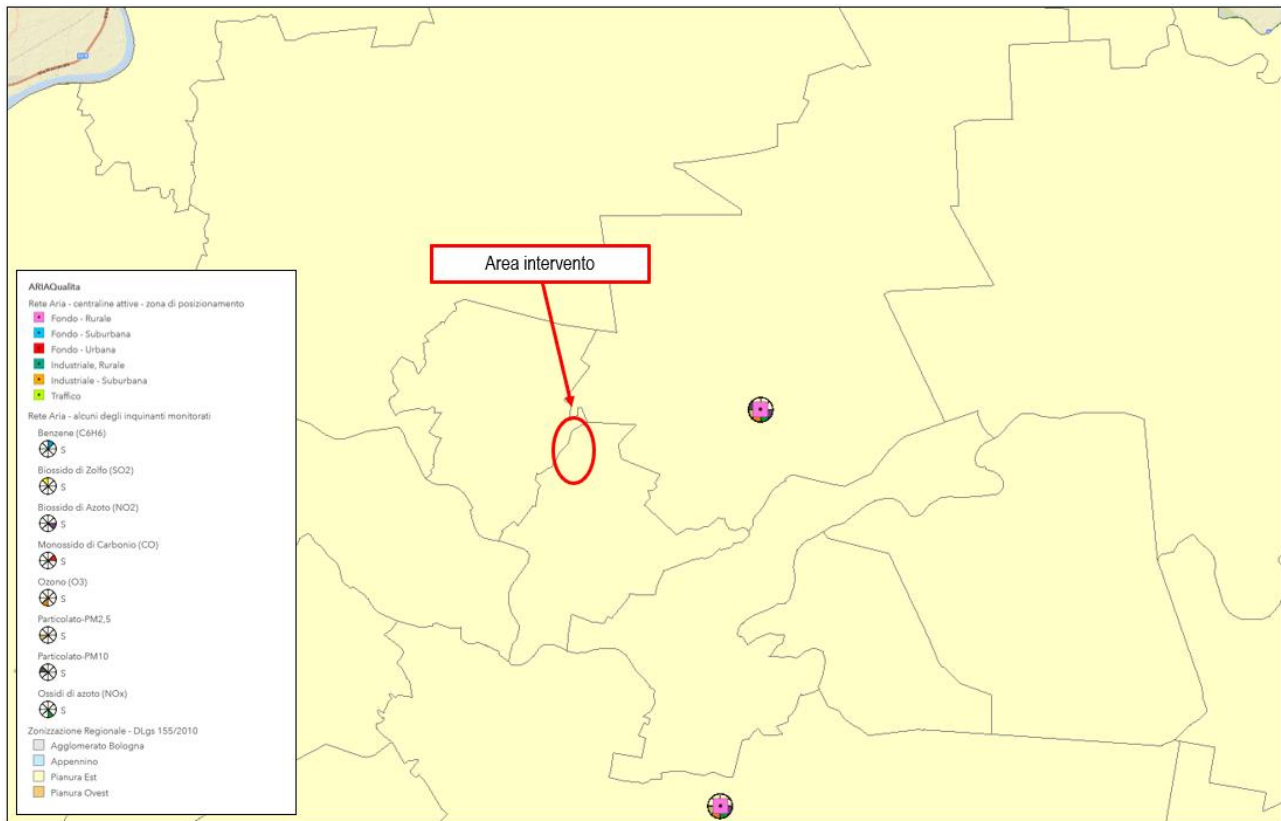 Area intervento
ARIAQualita
Rete Aria - centraline attive - zona di posizionamento
Fondo - Rurale
Fondo - Suburbana
Fondo - Urbana
Industriale, Rurale
Industriale - Suburbana
Traffico
Rete Aria - alcuni degli inquinanti monitorati
Benzene (C6H6)
S
Biossido di Zolfo (SO2)
S
Biossido di Azoto (NO2)
S
Monossido di Carbonio (CO)
S
Ozono (O3)
S
Particolato-PM2,5
S
Particolato-PM10
S
Ossidi di azoto (NOx)
S
Zonizzazione Regionale - DLgs 155/2010
Agglomerato Bologna
Appennino
Pianura Est
Pianura Ovest